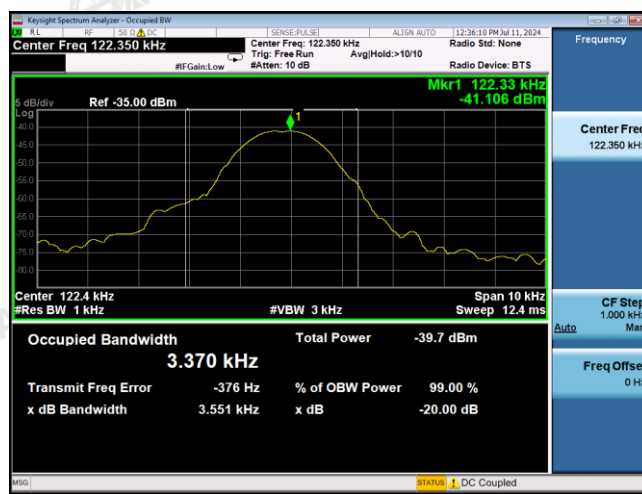 Keysight Spectrum Analyzer - Occupied BW
RL RF 50 Ω DC SENSE:PULSE ALIGN AUTO 12:36:10 PM Jul 11, 2024
Center Freq 122.350 kHz Center Freq: 122.350 kHz Radio Std: None Frequency
Trig: Free Run Avg|Hold:>10/10
#IFGain:Low #Atten: 10 dB Radio Device: BTS
Mkr1 122.33 kHz
5 dB/div Ref -35.00 dBm -41.106 dBm
Log
-40.0
1
-45.0
-50.0
-55.0
-60.0
-65.0
-70.0
-75.0
-80.0
Center Freq
122.350 kHz
Center 122.4 kHz Span 10 kHz
#Res BW 1 kHz #VBW 3 kHz Sweep 12.4 ms
CF Step
1.000 kHz
Auto Man
Occupied Bandwidth Total Power -39.7 dBm
3.370 kHz
Transmit Freq Error -376 Hz % of OBW Power 99.00 %
x dB Bandwidth 3.551 kHz x dB -20.00 dB
Freq Offset
0 Hz
MSG STATUS DC Coupled